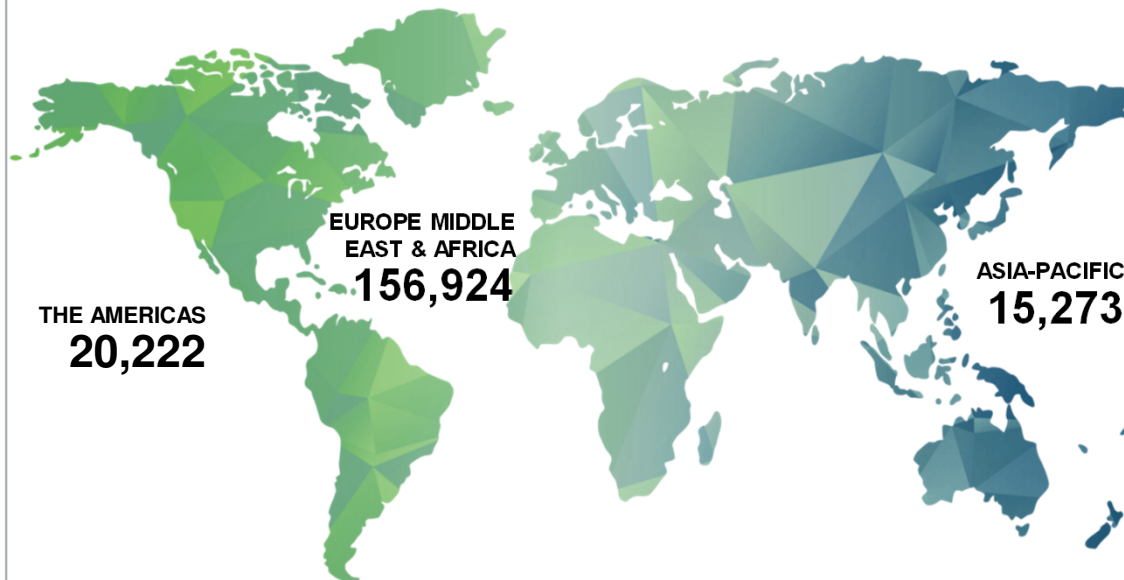 EUROPE MIDDLE
EAST & AFRICA
156,924
ASIA-PACIFIC
15,273
THE AMERICAS
20,222